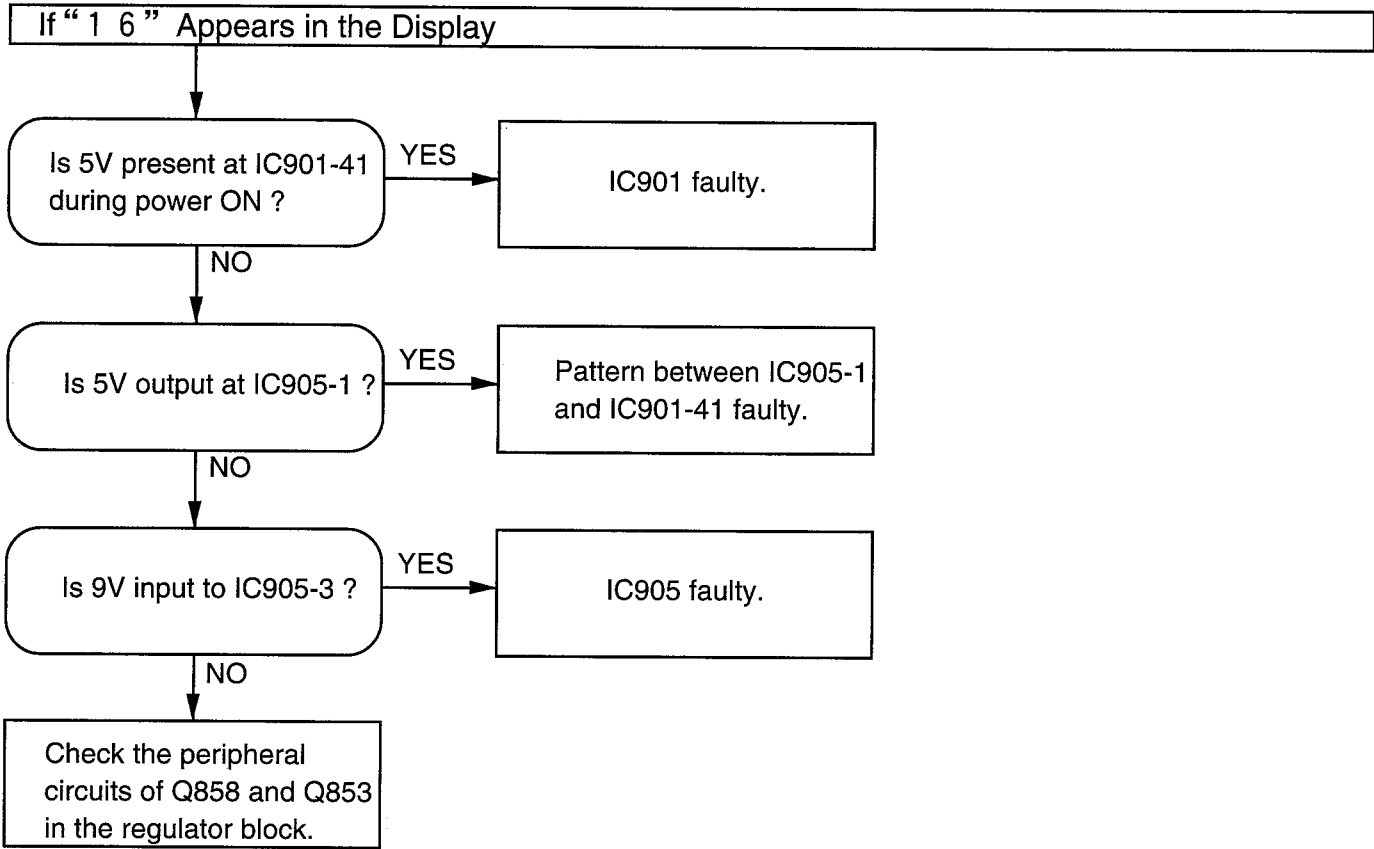 If “ 1 6 ” Appears in the Display
Is 5V present at IC901-41
during power ON ?
YES
IC901 faulty.
NO
Is 5V output at IC905-1 ?
YES
Pattern between IC905-1
and IC901-41 faulty.
NO
Is 9V input to IC905-3 ?
YES
IC905 faulty.
NO
Check the peripheral
circuits of Q858 and Q853
in the regulator block.